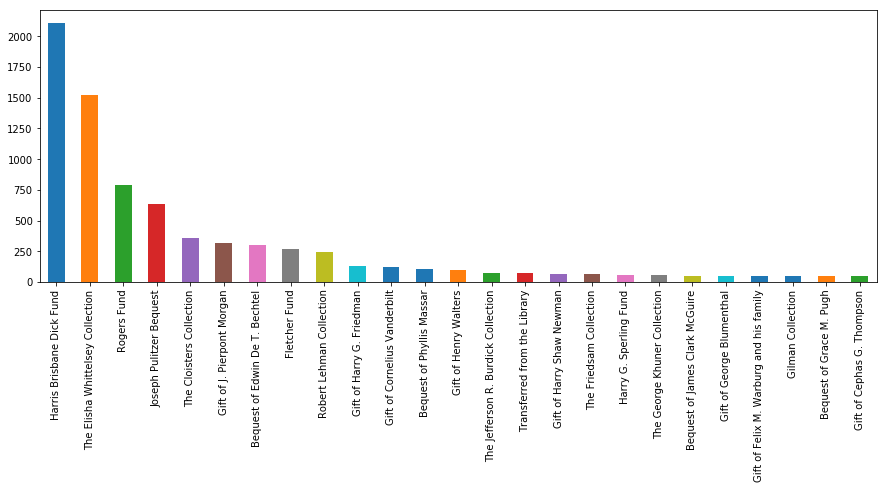 2000
1750
1500
1250
1000
750
500
250
0
Harris Brisbane Dick Fund
The Elisha Whittelsey Collection
Rogers Fund
Joseph Pulitzer Bequest
The Cloisters Collection
Gift of J. Pierpont Morgan
Bequest of Edwin De T. Bechtel
Fletcher Fund
Robert Lehman Collection
Gift of Harry G. Friedman
Gift of Cornelius Vanderbilt
Bequest of Phyllis Massar
Gift of Henry Walters
The Jefferson R. Burdick Collection
Transferred from the Library
Gift of Harry Shaw Newman
The Friedsam Collection
Harry G. Sperling Fund
The George Khuner Collection
Bequest of James Clark McGuire
Gift of George Blumenthal
Gift of Felix M. Warburg and his family
Gilman Collection
Bequest of Grace M. Pugh
Gift of Cephas G. Thompson